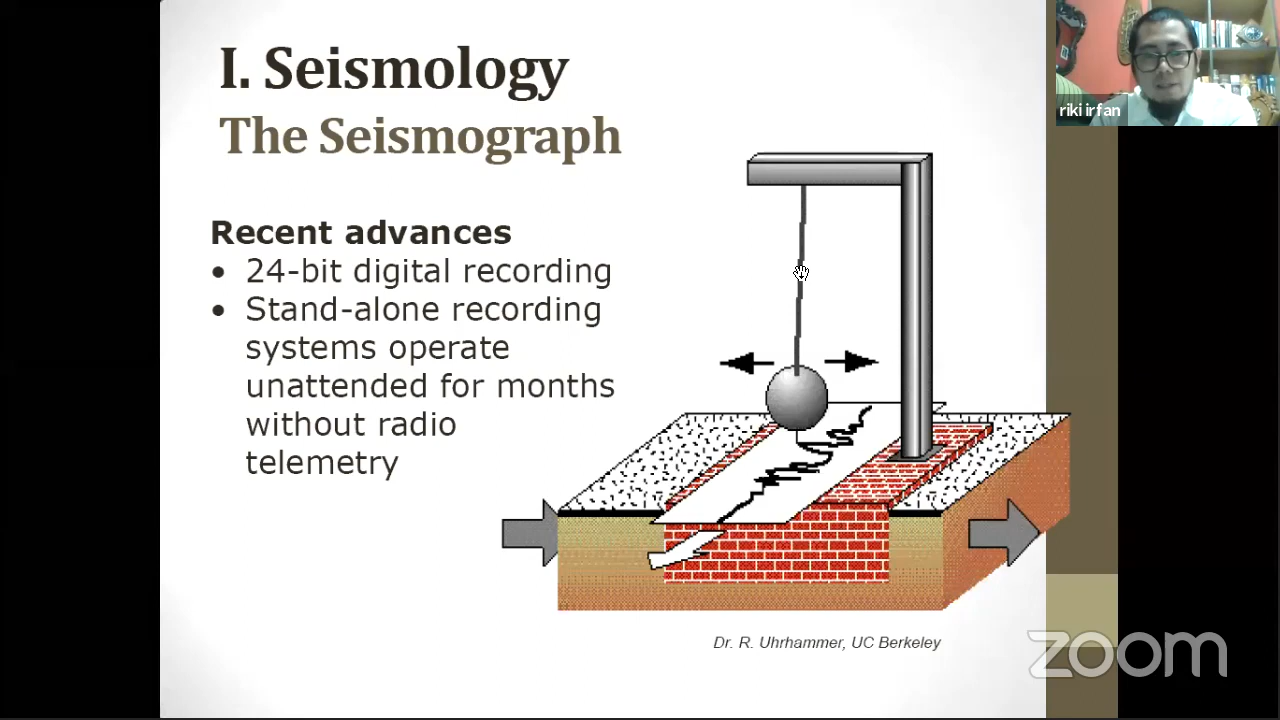 I. Seismology
The Seismograph
Recent advances
• 24-bit digital recording
• Stand-alone recording
systems operate
unattended for months
without radio
telemetry
Dr. R. Uhrhammer, UC Berkeley
riki irfan
zoom